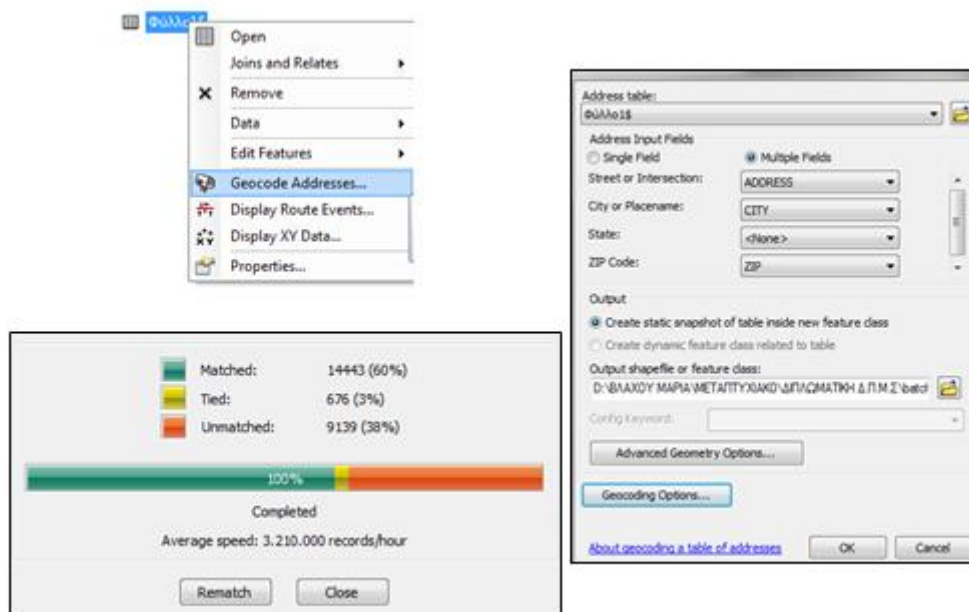 Φύλλο1$
Open
Joins and Relates
Remove
Data
Edit Features
Geocode Addresses...
Display Route Events...
Display XY Data...
Properties...
Address table:
Φύλλο1$
Address Input Fields
Single Field Multiple Fields
Street or Intersection: ADDRESS
City or Placename: CITY
State: <None>
ZIP Code: ZIP
Output
Create static snapshot of table inside new feature class
Create dynamic feature class related to table
Output shapefile or feature class:
D:\ΒΛΑΧΟΥ ΜΑΡΙΑ\ΜΕΤΑΠΤΥΧΙΑΚΟ\ΔΙΠΛΩΜΑΤΙΚΗ Δ.Π.Μ.Σ\batch
Config Keyword:
Advanced Geometry Options...
Geocoding Options...
About geocoding a table of addresses OK Cancel
Matched: 14443 (60%)
Tied: 676 (3%)
Unmatched: 9139 (38%)
100%
Completed
Average speed: 3.210.000 records/hour
Rematch Close